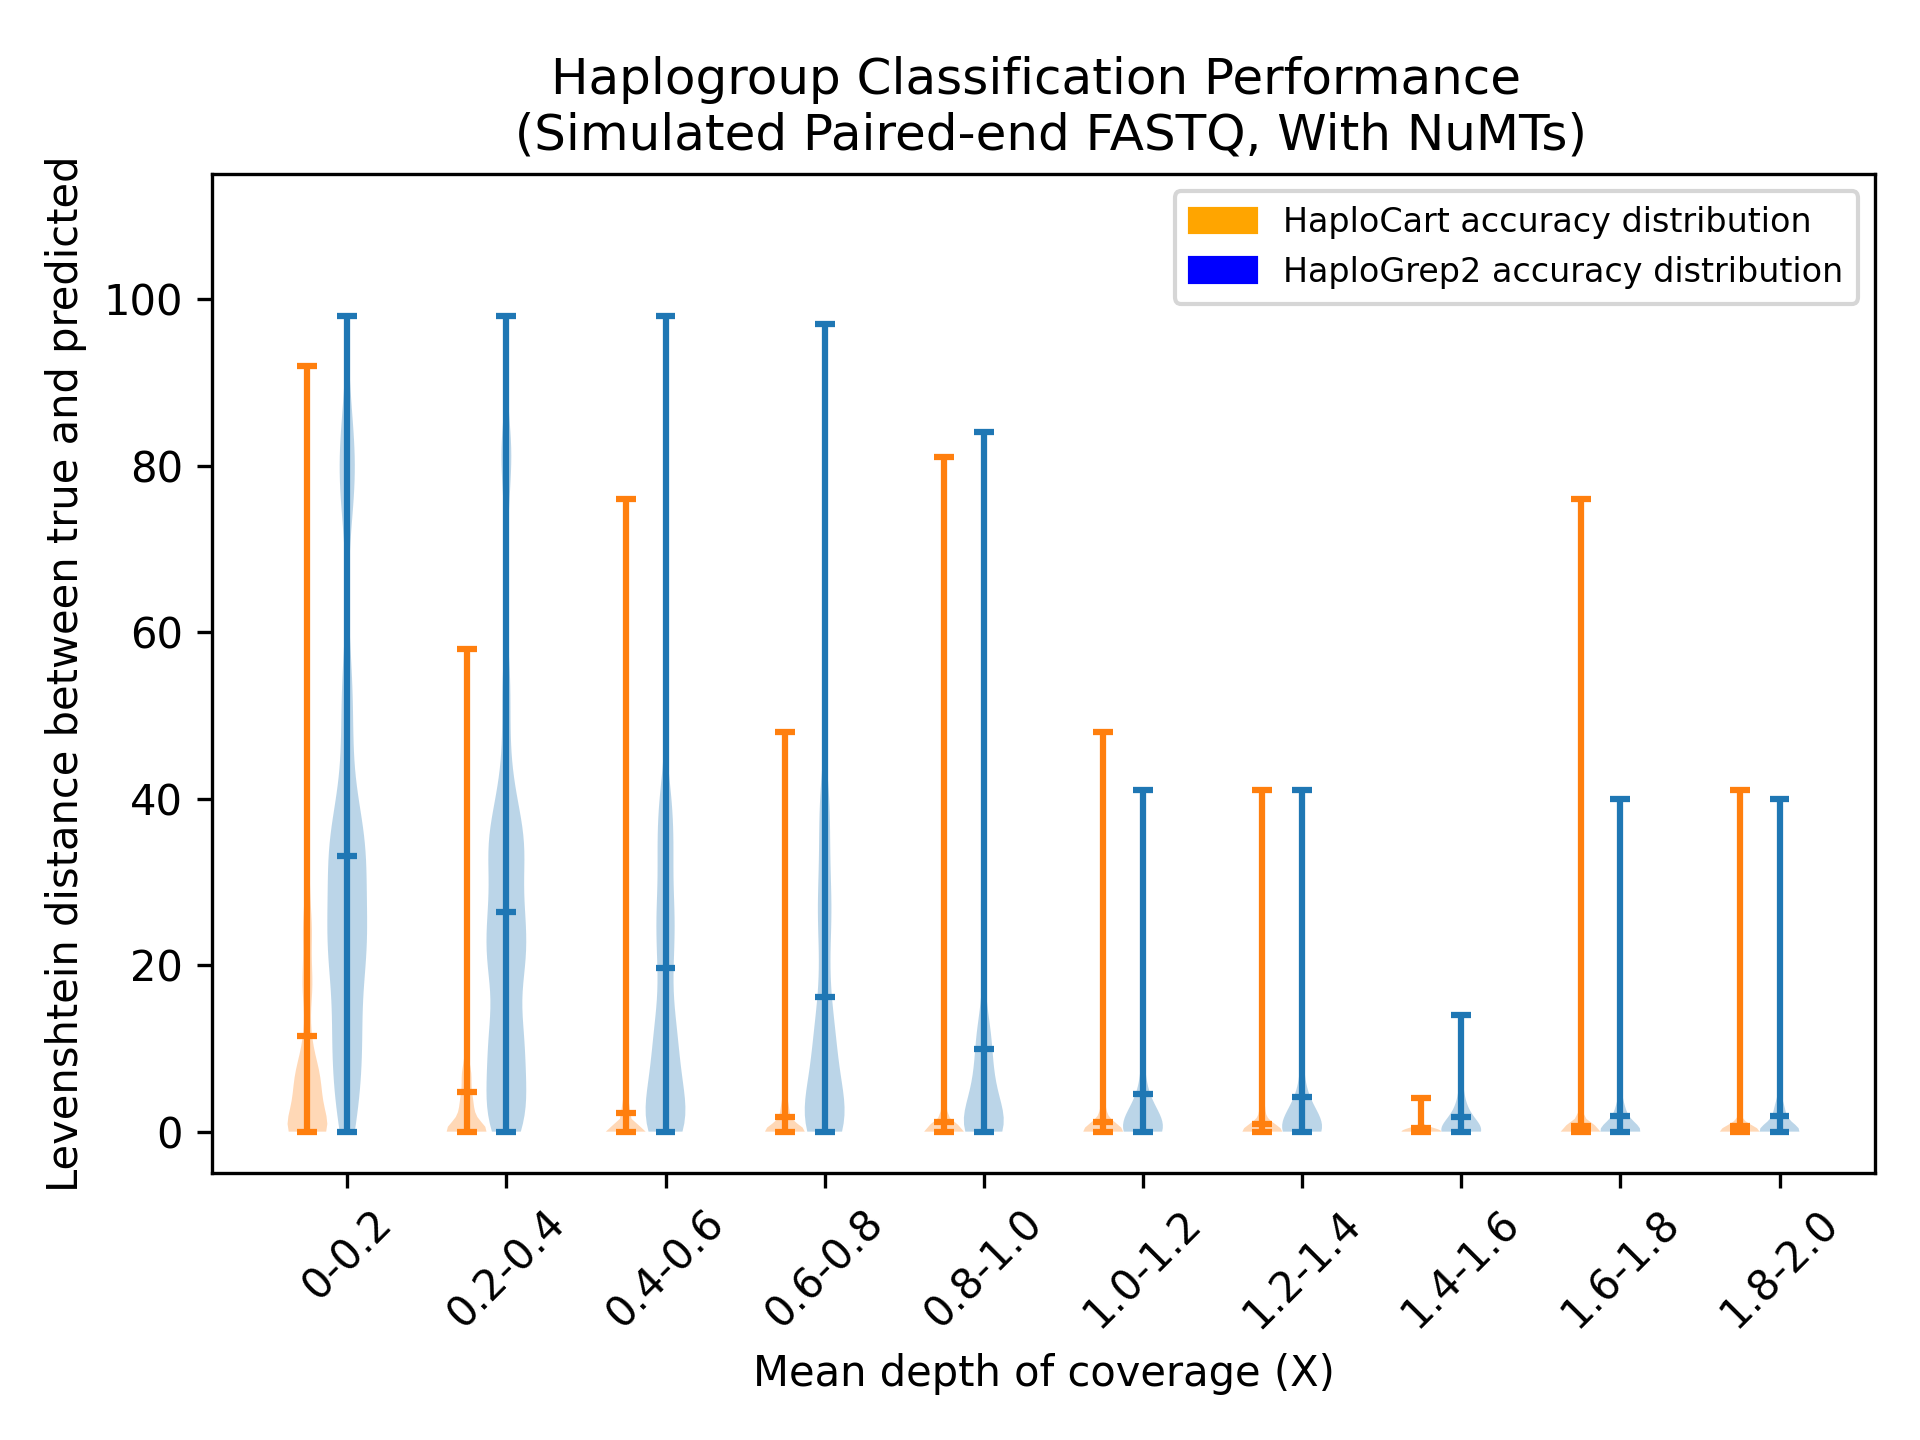 Haplogroup Classification Performance
(Simulated Paired-end FASTQ, With NuMTs)
HaploCart accuracy distribution
HaploGrep2 accuracy distribution
Levenshtein distance between true and predicted
100
80
60
40
20
0
0-0.2
0.2-0.4
0.4-0.6
0.6-0.8
0.8-1.0
1.0-1.2
1.2-1.4
1.4-1.6
1.6-1.8
1.8-2.0
Mean depth of coverage (X)